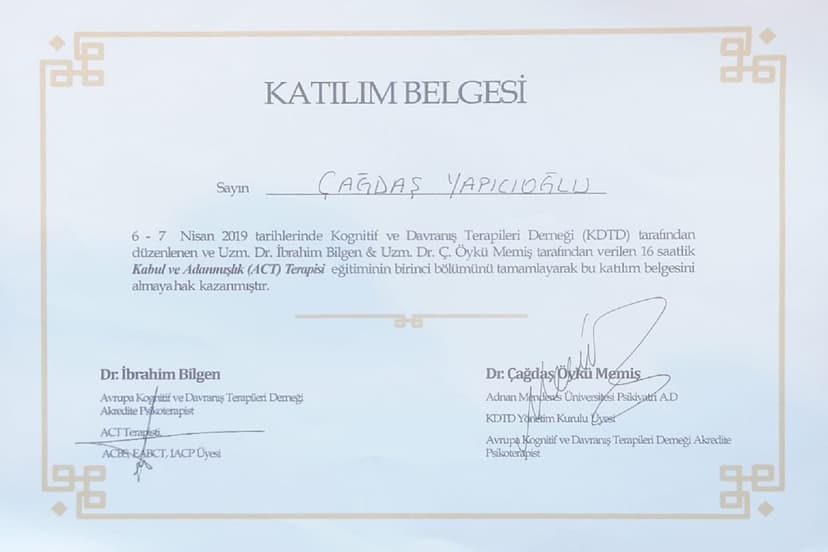 KATILIM BELGESİ
Sayın ÇAĞDAŞ YAPICIOĞLU
6 - 7 Nisan 2019 tarihlerinde Kognitif ve Davranış Terapileri Derneği (KDTD) tarafından
düzenlenen ve Uzm. Dr. İbrahim Bilgen & Uzm. Dr. Ç. Öykü Memiş tarafından verilen 16 saatlik
Kabul ve Adanmışlık (ACT) Terapisi eğitiminin birinci bölümünü tamamlayarak bu katılım belgesini
almaya hak kazanmıştır.
Dr. İbrahim Bilgen
Avrupa Kognitif ve Davranış Terapileri Derneği
Akredite Psikoterapist
ACT Terapisti
ACBS, EABCT, IACP Üyesi
Dr. Çağdaş Öykü Memiş
Adnan Menderes Üniversitesi Psikiyatri A.D
KDTD Yönetim Kurulu Üyesi
Avrupa Kognitif ve Davranış Terapileri Derneği Akredite
Psikoterapist